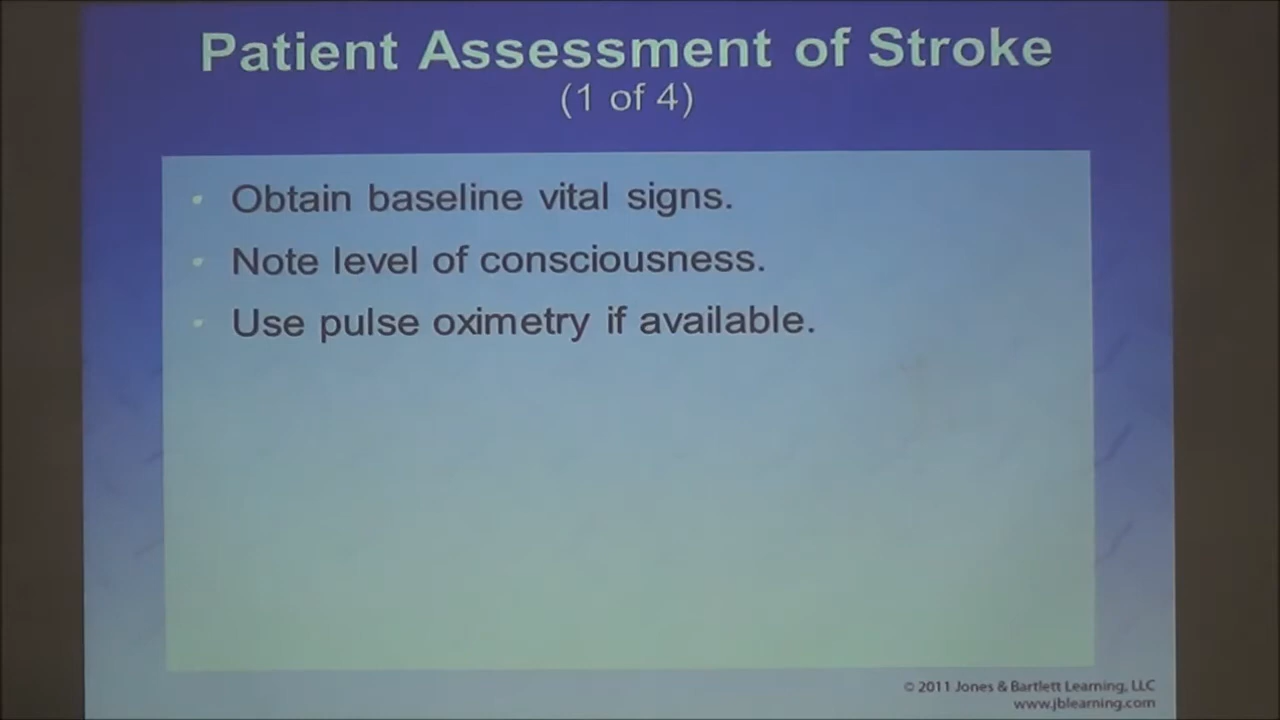 Patient Assessment of Stroke
(1 of 4)
• Obtain baseline vital signs.
• Note level of consciousness.
• Use pulse oximetry if available.
© 2011 Jones & Bartlett Learning, LLC
www.jblearning.com